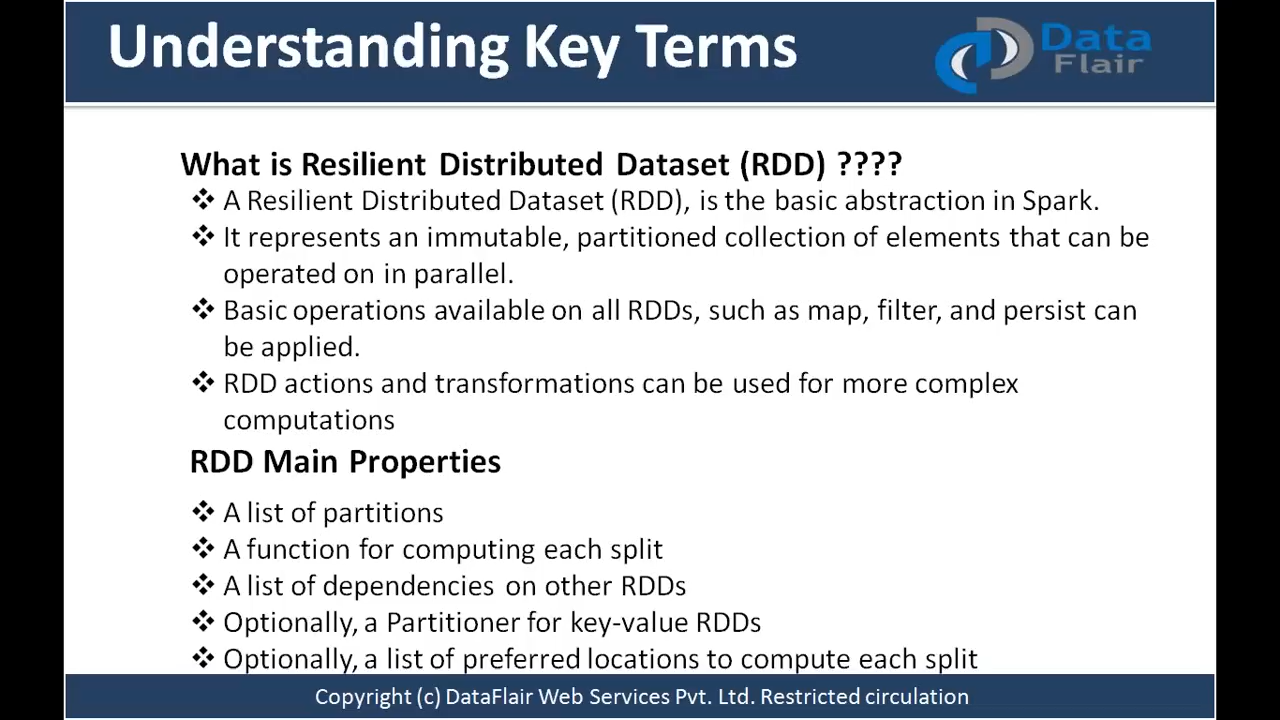 Understanding Key Terms
Data
Flair
What is Resilient Distributed Dataset (RDD) ????
❖ A Resilient Distributed Dataset (RDD), is the basic abstraction in Spark.
❖ It represents an immutable, partitioned collection of elements that can be
operated on in parallel.
❖ Basic operations available on all RDDs, such as map, filter, and persist can
be applied.
❖ RDD actions and transformations can be used for more complex
computations
RDD Main Properties
❖ A list of partitions
❖ A function for computing each split
❖ A list of dependencies on other RDDs
❖ Optionally, a Partitioner for key-value RDDs
❖ Optionally, a list of preferred locations to compute each split
Copyright (c) DataFlair Web Services Pvt. Ltd. Restricted circulation